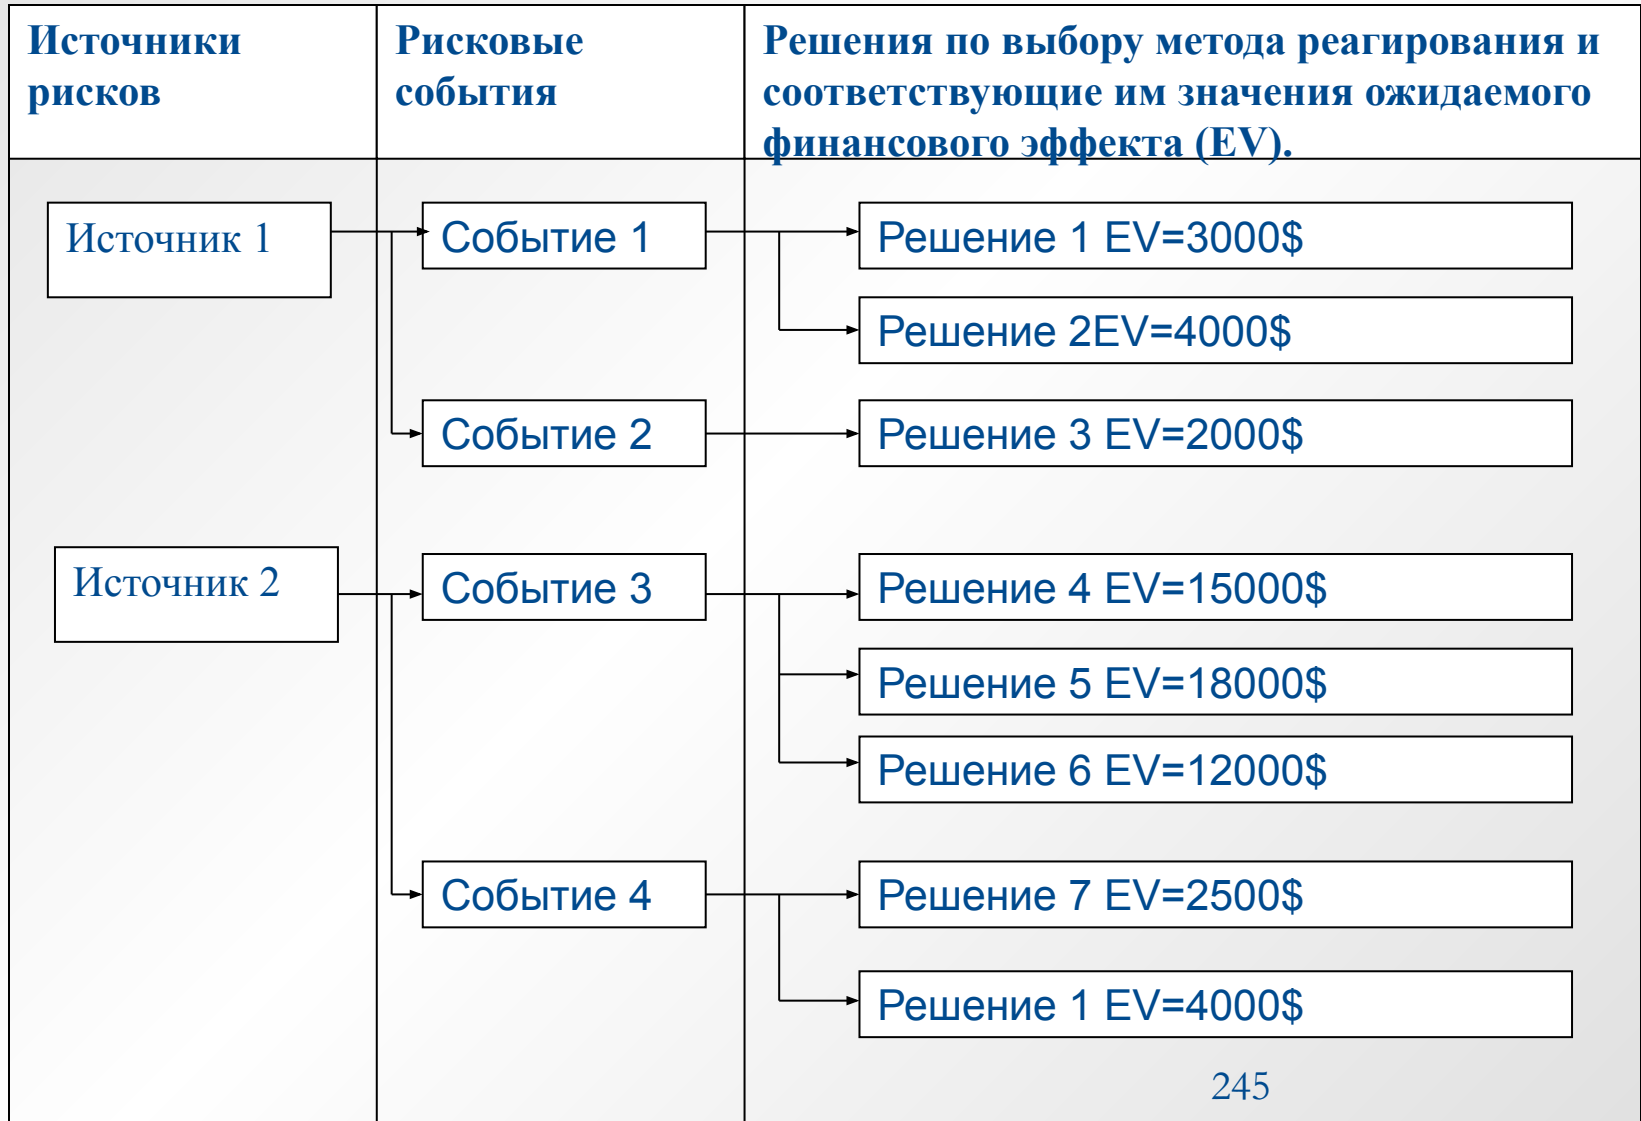 Источники
рисков
Рисковые
события
Решения по выбору метода реагирования и
соответствующие им значения ожидаемого
финансового эффекта (EV).
Источник 1
Событие 1
Решение 1 EV=3000$
Решение 2EV=4000$
Событие 2
Решение 3 EV=2000$
Источник 2
Событие 3
Решение 4 EV=15000$
Решение 5 EV=18000$
Решение 6 EV=12000$
Событие 4
Решение 7 EV=2500$
Решение 1 EV=4000$
245